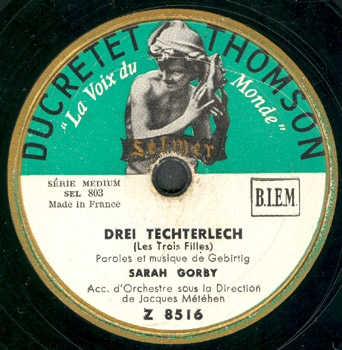 DUCRETET THOMSON
"La Voix du Monde"
Selmer
SÉRIE MEDIUM
SEL 803
Made in France
B.I.E.M.
DREI TECHTERLECH
(Les Trois Filles)
Paroles et musique de Gebirtig
SARAH GORBY
Acc. d'Orchestre sous la Direction
de Jacques Météhen
Z 8516